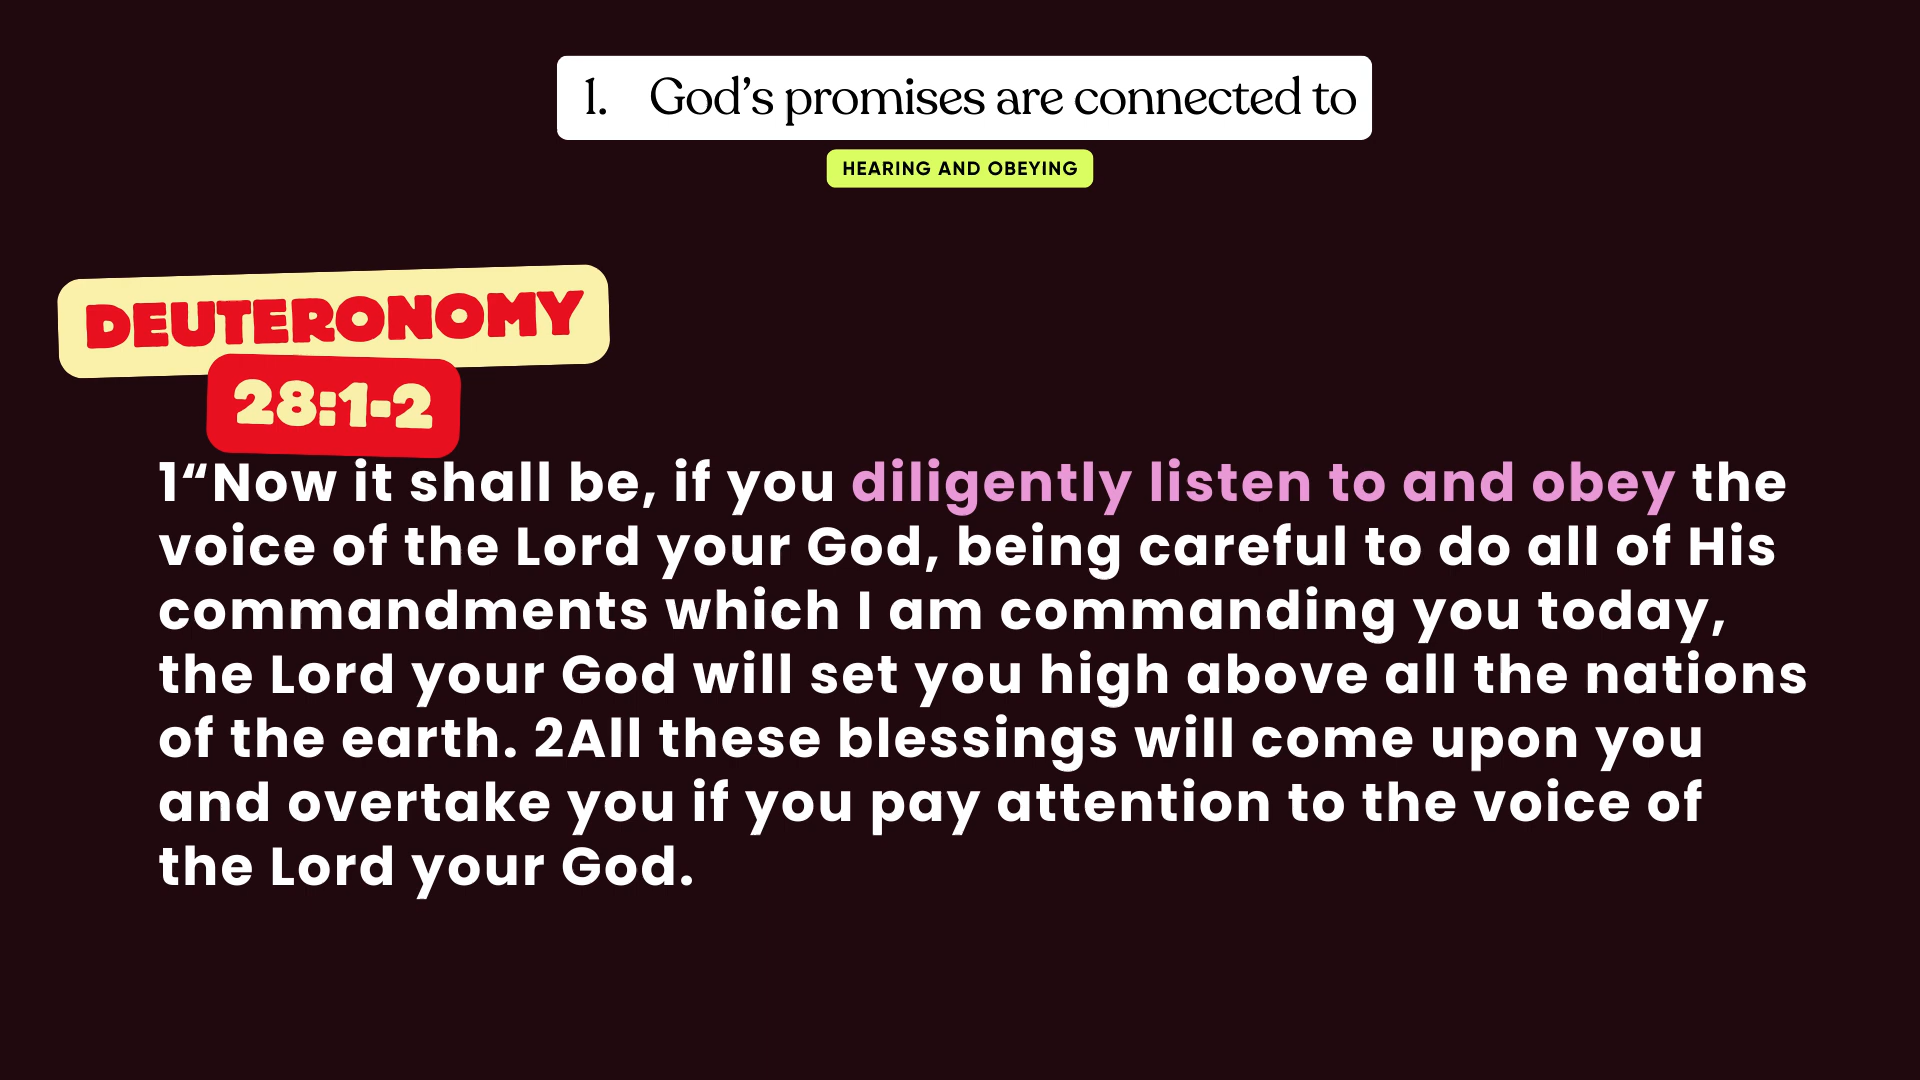 1. God’s promises are connected to
HEARING AND OBEYING
DEUTERONOMY
28:1-2
1“Now it shall be, if you diligently listen to and obey the
voice of the Lord your God, being careful to do all of His
commandments which I am commanding you today,
the Lord your God will set you high above all the nations
of the earth. 2All these blessings will come upon you
and overtake you if you pay attention to the voice of
the Lord your God.